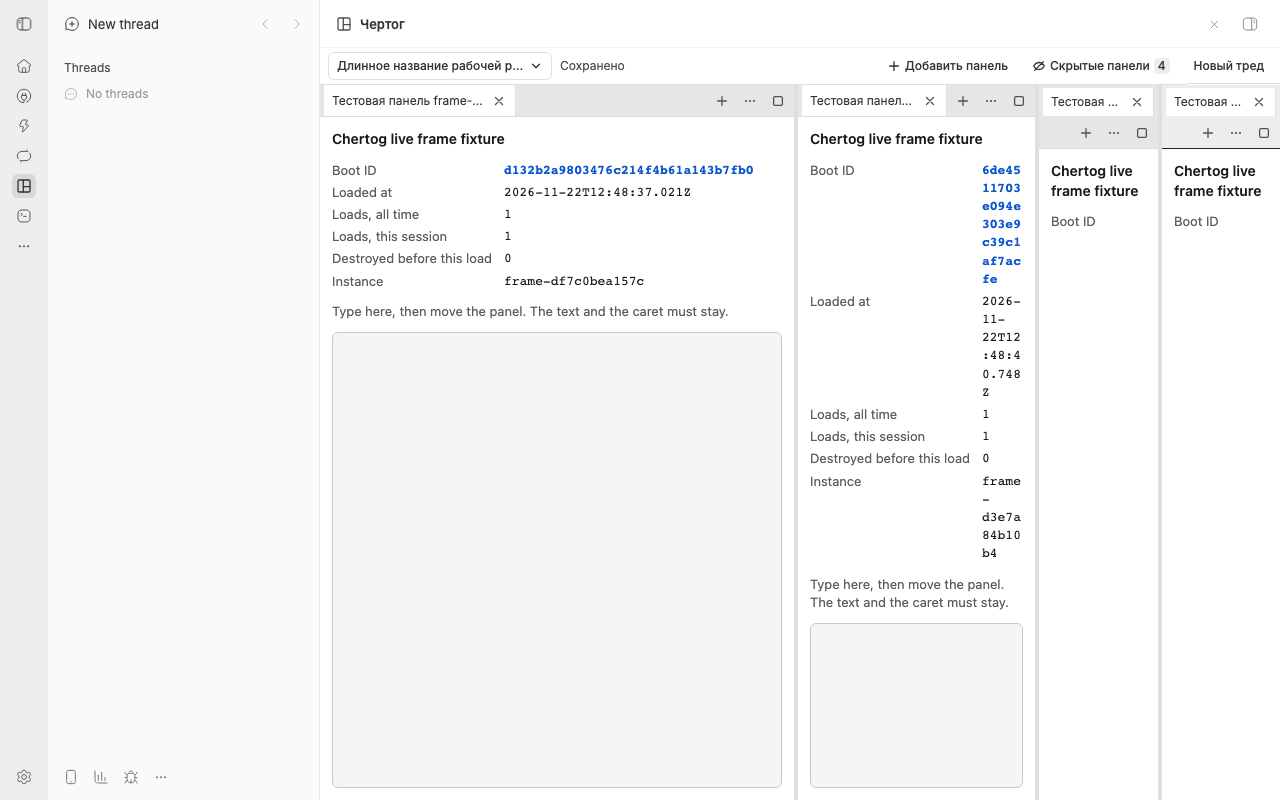 New thread
Threads
No threads
Чертог
Длинное название рабочей р...
Сохранено
Добавить панель
Скрытые панели 4
Новый тред
Тестовая панель frame-...
Chertog live frame fixture
Boot ID d132b2a9803476c214f4b61a143b7fb0
Loaded at 2026-11-22T12:48:37.021Z
Loads, all time 1
Loads, this session 1
Destroyed before this load 0
Instance frame-df7c0bea157c
Type here, then move the panel. The text and the caret must stay.
Тестовая панел...
Chertog live frame fixture
Boot ID 6de45
11703
e094e
303e9
c39c1
af7ac
fe
Loaded at 2026-
11-
22T12
:48:4
0.748
Z
Loads, all time 1
Loads, this session 1
Destroyed before this load 0
Instance frame
-
d3e7a
84b10
b4
Type here, then move the panel.
The text and the caret must stay.
Тестовая ...
Chertog live
frame fixture
Boot ID
Тестовая ...
Chertog live
frame fixture
Boot ID